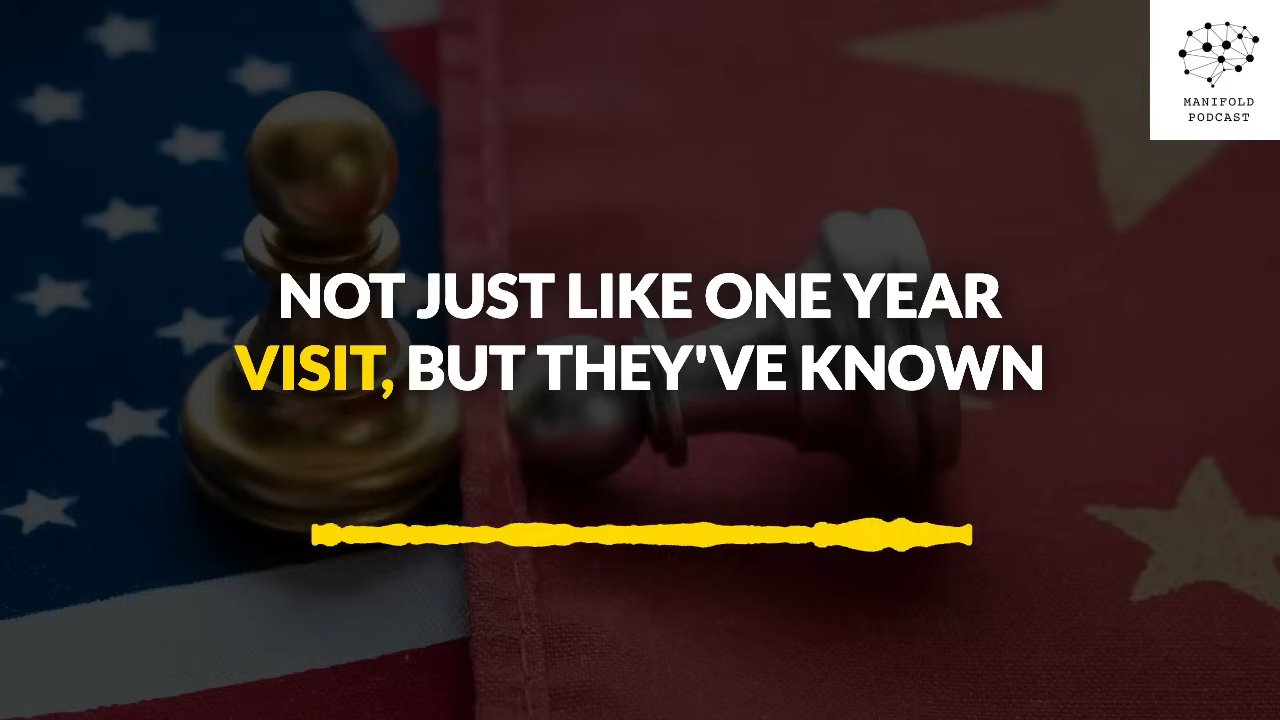 MANIFOLD
PODCAST
NOT JUST LIKE ONE YEAR
VISIT, BUT THEY'VE KNOWN